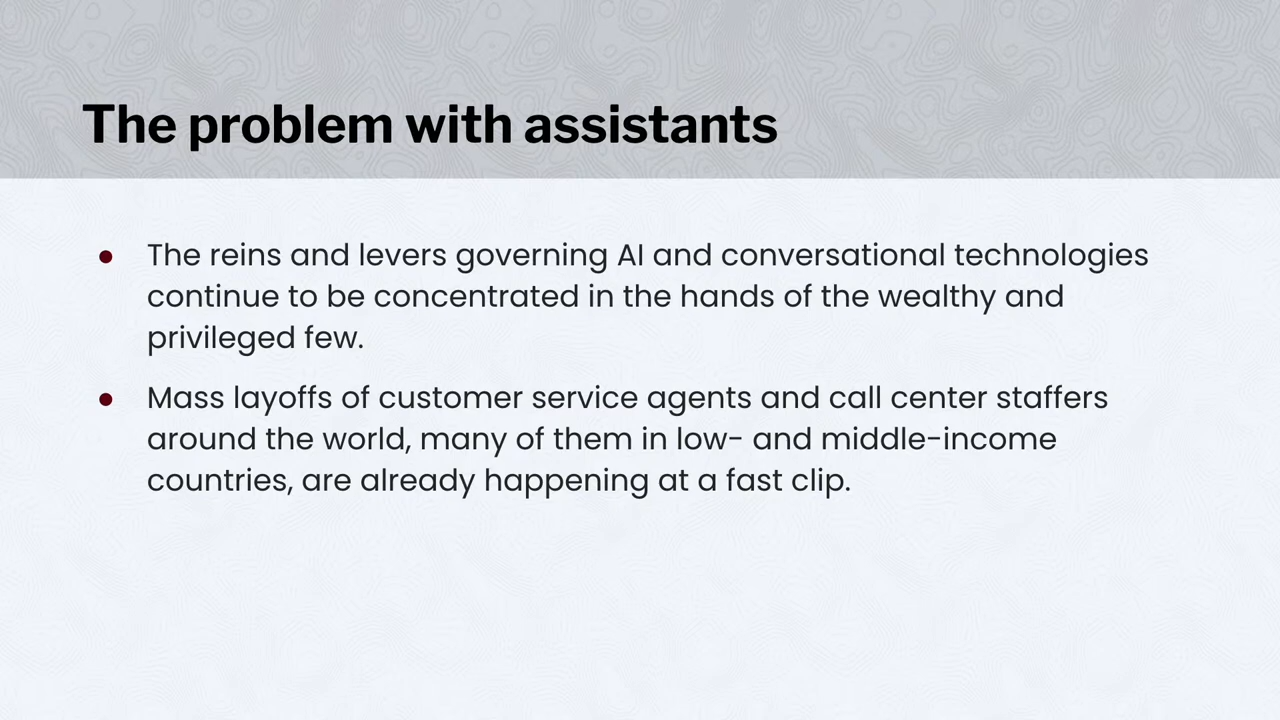 The problem with assistants
● The reins and levers governing AI and conversational technologies
continue to be concentrated in the hands of the wealthy and
privileged few.
● Mass layoffs of customer service agents and call center staffers
around the world, many of them in low- and middle-income
countries, are already happening at a fast clip.